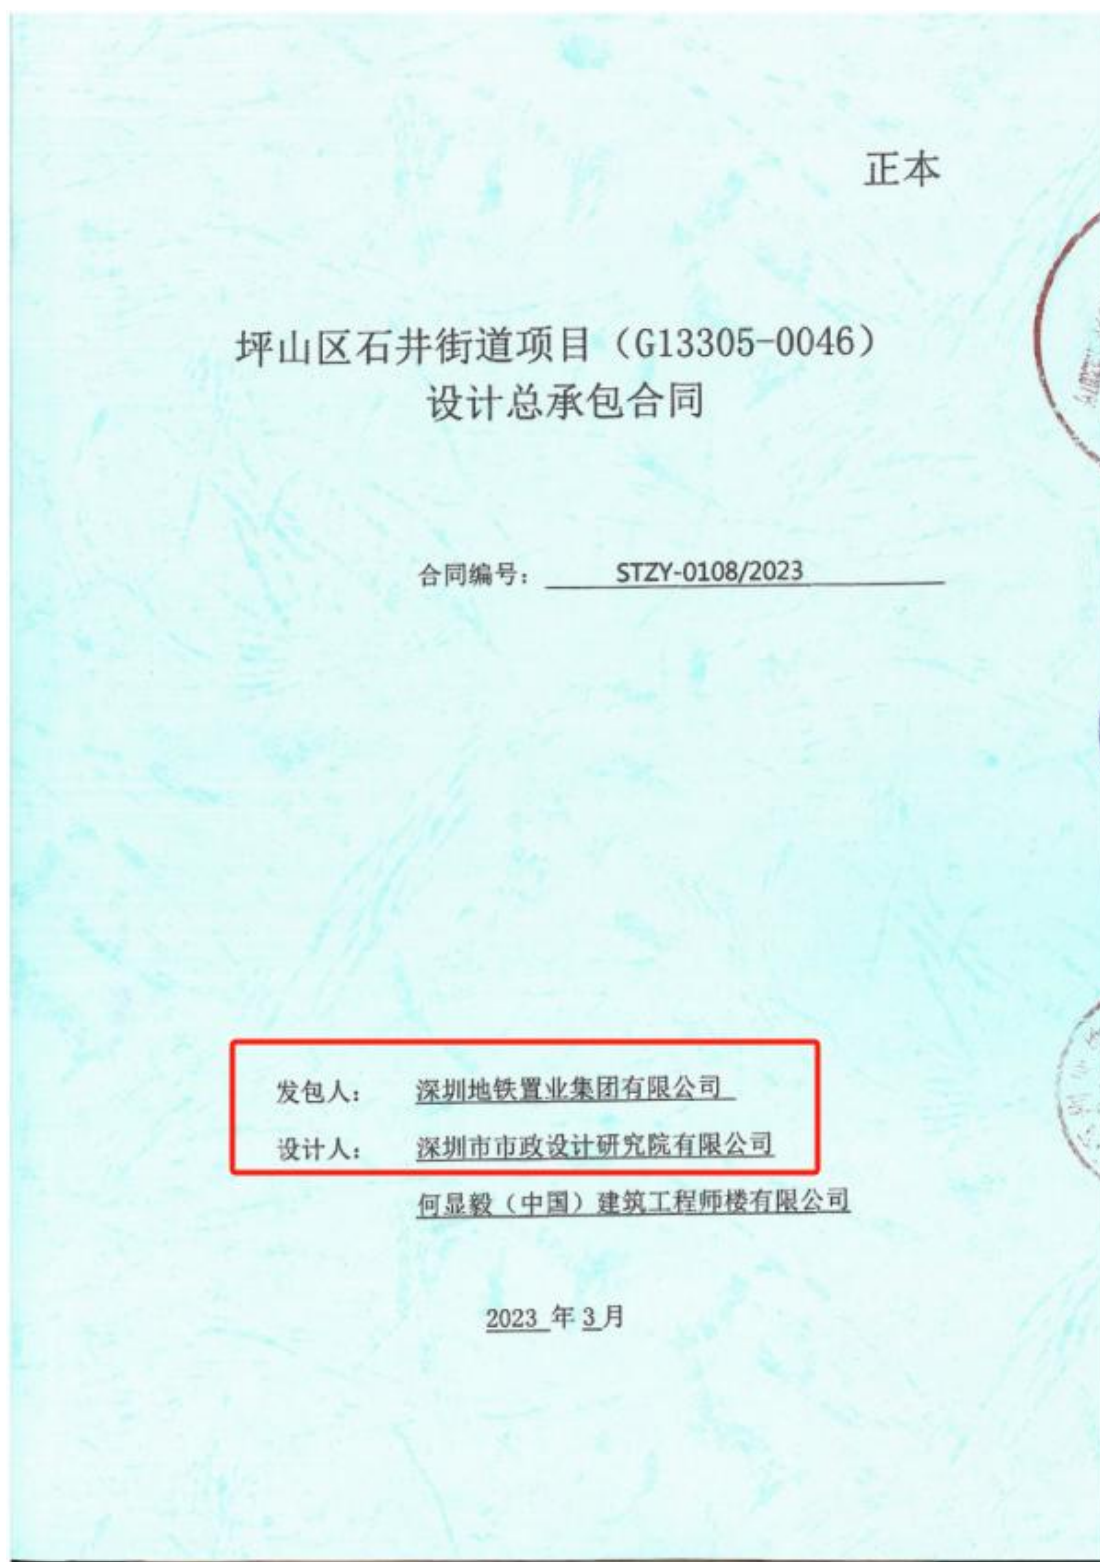 正本
坪山区石井街道项目（G13305-0046）
设计总承包合同
合同编号： STZY-0108/2023
发包人： 深圳地铁置业集团有限公司
设计人： 深圳市市政设计研究院有限公司
何显毅（中国）建筑工程师楼有限公司
2023 年 3 月